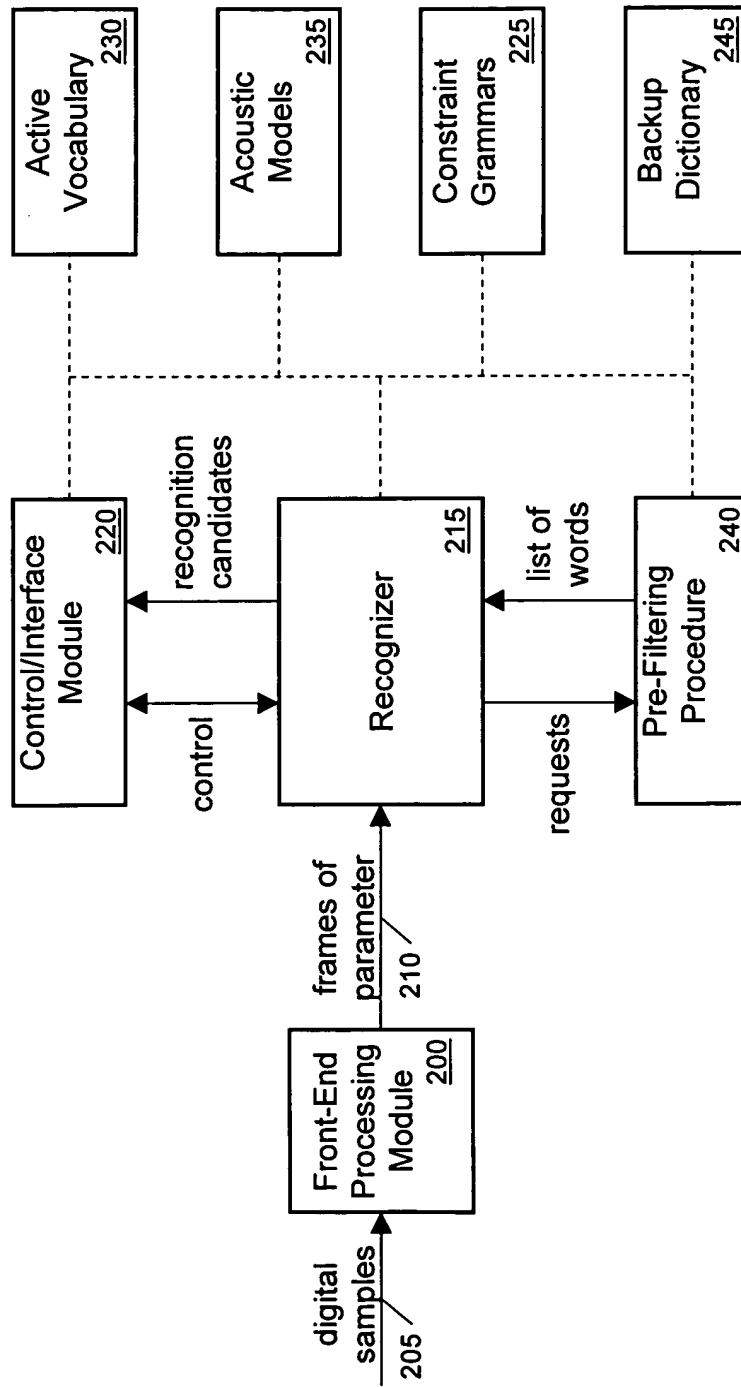 digital
samples
205
Front-End
Processing
Module
200
frames of
parameter
210
Control/Interface
Module
220
control
recognition
candidates
Recognizer
215
requests
list of
words
Pre-Filtering
Procedure
240
Active
Vocabulary
230
Acoustic
Models
235
Constraint
Grammars
225
Backup
Dictionary
245